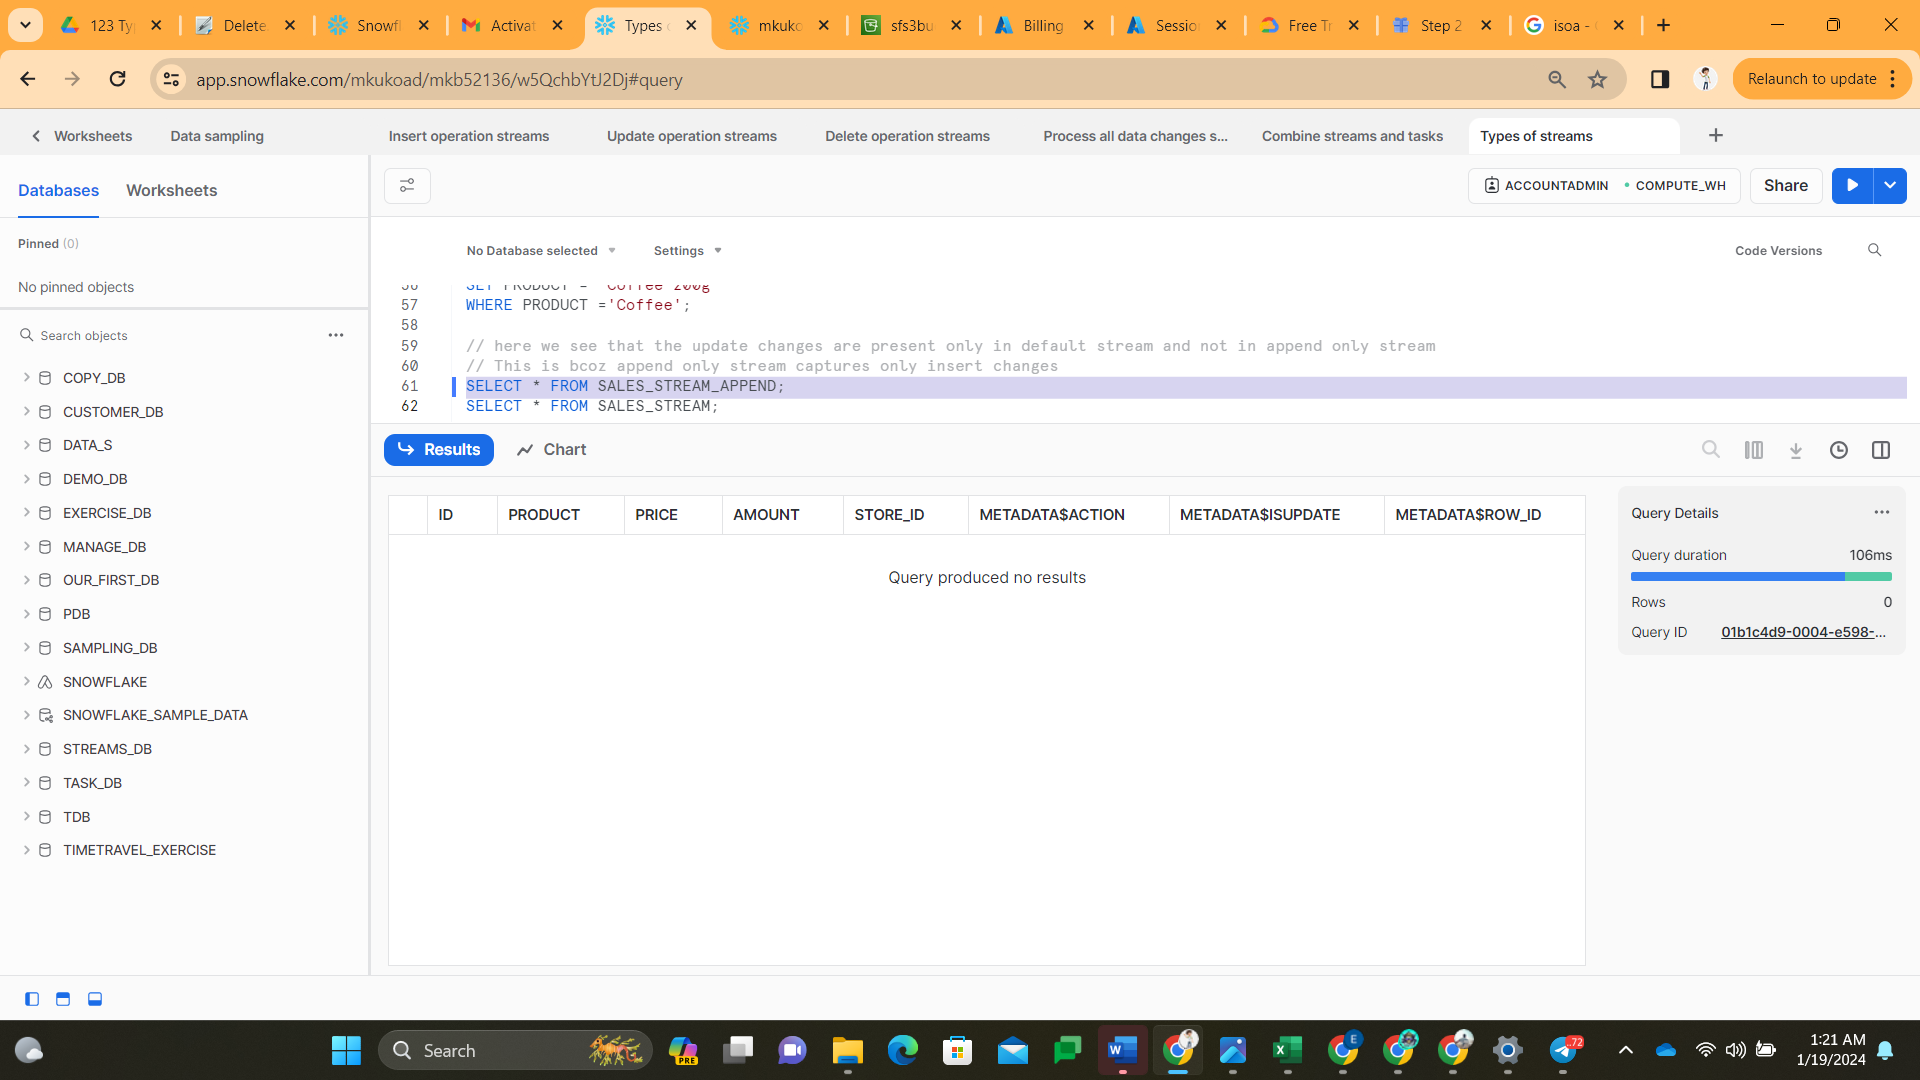 123 Ty
Delete
Snowfl
Activat
Types o
mkuko
sfs3bu
Billing
Sessio
Free Tr
Step 2
isoa -
app.snowflake.com/mkukoad/mkb52136/w5QchbYtJ2Dj#query
Relaunch to update
Worksheets
Data sampling
Insert operation streams
Update operation streams
Delete operation streams
Process all data changes s...
Combine streams and tasks
Types of streams
Databases
Worksheets
ACCOUNTADMIN
COMPUTE_WH
Share
Pinned (0)
No pinned objects
No Database selected
Settings
Code Versions
56 SET PRODUCT = 'Coffee 200g'
57 WHERE PRODUCT ='Coffee';
58
59 // here we see that the update changes are present only in default stream and not in append only stream
60 // This is bcoz append only stream captures only insert changes
61 SELECT * FROM SALES_STREAM_APPEND;
62 SELECT * FROM SALES_STREAM;
Search objects
COPY_DB
CUSTOMER_DB
DATA_S
DEMO_DB
EXERCISE_DB
MANAGE_DB
OUR_FIRST_DB
PDB
SAMPLING_DB
SNOWFLAKE
SNOWFLAKE_SAMPLE_DATA
STREAMS_DB
TASK_DB
TDB
TIMETRAVEL_EXERCISE
Results
Chart
ID PRODUCT PRICE AMOUNT STORE_ID METADATA$ACTION METADATA$ISUPDATE METADATA$ROW_ID
Query produced no results
Query Details
Query duration 106ms
Rows 0
Query ID 01b1c4d9-0004-e598-...
Search
PRE
E
72
1:21 AM
1/19/2024